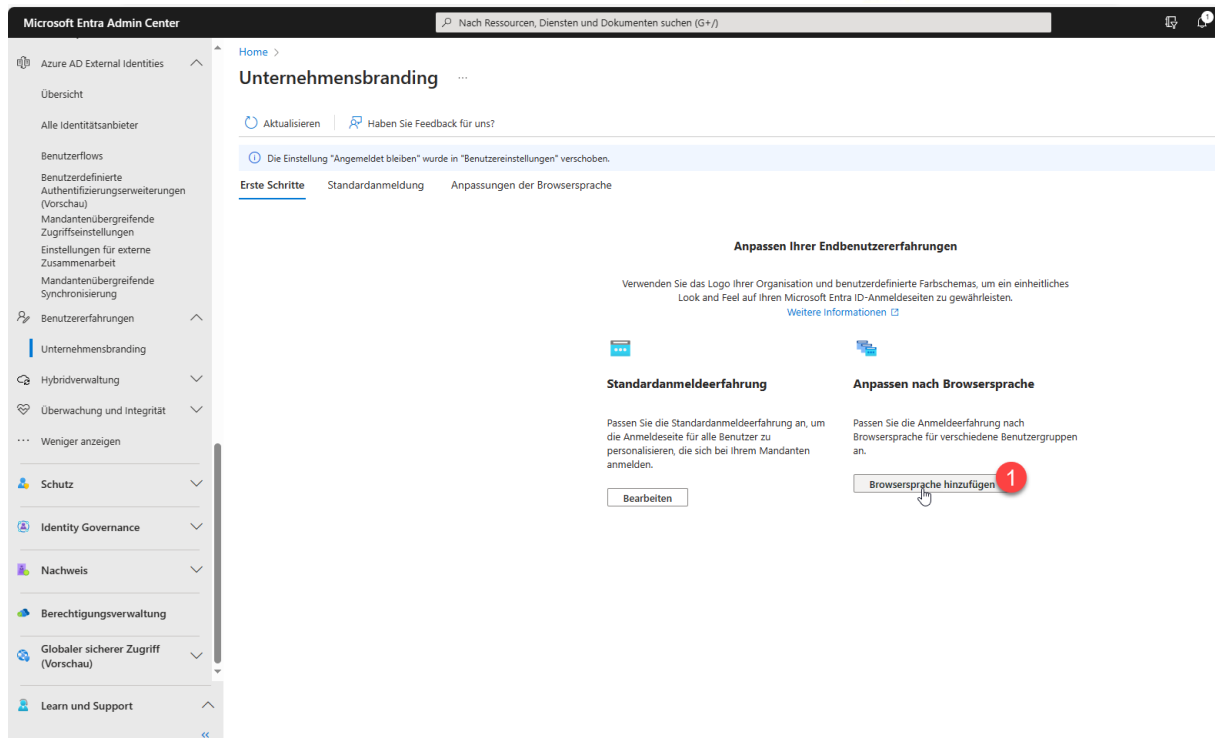 Microsoft Entra Admin Center
Nach Ressourcen, Diensten und Dokumenten suchen (G+/)
1
Azure AD External Identities
Übersicht
Alle Identitätsanbieter
Benutzerflows
Benutzerdefinierte
Authentifizierungserweiterungen
(Vorschau)
Mandantenübergreifende
Zugriffseinstellungen
Einstellungen für externe
Zusammenarbeit
Mandantenübergreifende
Synchronisierung
Benutzererfahrungen
Unternehmensbranding
Hybridverwaltung
Überwachung und Integrität
Weniger anzeigen
Schutz
Identity Governance
Nachweis
Berechtigungsverwaltung
Globaler sicherer Zugriff
(Vorschau)
Learn und Support
Home >
Unternehmensbranding ...
Aktualisieren
Haben Sie Feedback für uns?
Die Einstellung "Angemeldet bleiben" wurde in "Benutzereinstellungen" verschoben.
Erste Schritte
Standardanmeldung
Anpassungen der Browsersprache
Anpassen Ihrer Endbenutzererfahrungen
Verwenden Sie das Logo Ihrer Organisation und benutzerdefinierte Farbschemas, um ein einheitliches
Look and Feel auf Ihren Microsoft Entra ID-Anmeldeseiten zu gewährleisten.
Weitere Informationen
Standardanmeldeerfahrung
Passen Sie die Standardanmeldeerfahrung an, um
die Anmeldeseite für alle Benutzer zu
personalisieren, die sich bei Ihrem Mandanten
anmelden.
Bearbeiten
Anpassen nach Browsersprache
Passen Sie die Anmeldeerfahrung nach
Browsersprache für verschiedene Benutzergruppen
an.
Browsersprache hinzufügen
1